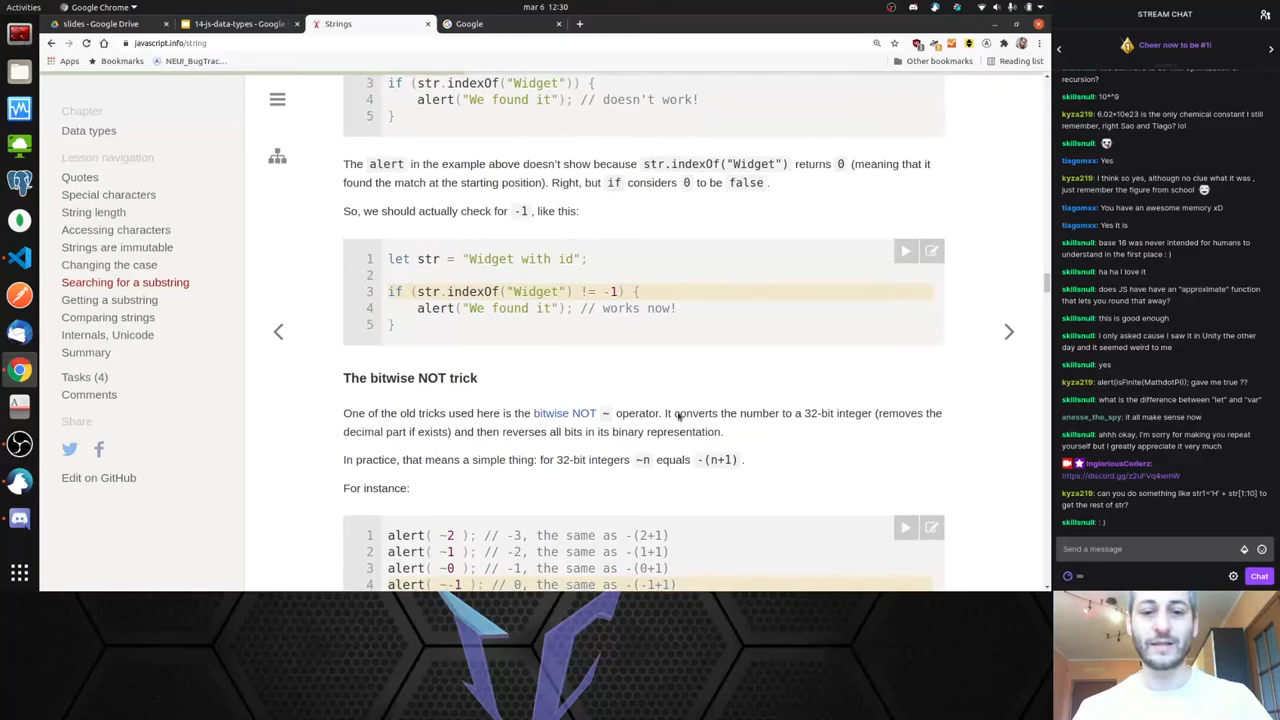 Activities
Google Chrome
mar 6 12:30
STREAM CHAT
slides - Google Drive
14-js-data-types - Google
Strings
Google
javascript.info/string
Apps
Bookmarks
NEUI_BugTrac...
Other bookmarks
Reading list
Chapter
Data types
Lesson navigation
Quotes
Special characters
String length
Accessing characters
Strings are immutable
Changing the case
Searching for a substring
Getting a substring
Comparing strings
Internals, Unicode
Summary
Tasks (4)
Comments
Share
Edit on GitHub
3 if (str.indexOf("Widget")) {
4 alert("We found it"); // doesn't work!
5 }
The alert in the example above doesn't show because str.indexOf("Widget") returns 0 (meaning that it
found the match at the starting position). Right, but if considers 0 to be false.
So, we should actually check for -1, like this:
1 let str = "Widget with id";
2
3 if (str.indexOf("Widget") != -1) {
4 alert("We found it"); // works now!
5 }
The bitwise NOT trick
One of the old tricks used here is the bitwise NOT ~ operator. It converts the number to a 32-bit integer (removes the
decimal part if exists) and then reverses all bits in its binary representation.
In practice, that means a simple thing: for 32-bit integers ~n equals -(n+1).
For instance:
1 alert( ~2 ); // -3, the same as -(2+1)
2 alert( ~1 ); // -2, the same as -(1+1)
3 alert( ~0 ); // -1, the same as -(0+1)
4 alert( ~-1 ); // 0, the same as -(-1+1)
Cheer now to be #1!
recursion?
skillsnull: 10*^9
kyza219: 6.02*10e23 is the only chemical constant I still
remember, right Sao and Tiago? lol
skillsnull:
tiagomxx: Yes
kyza219: I think so yes, although no clue what it was ,
just remember the figure from school
tiagomxx: You have an awesome memory xD
tiagomxx: Yes it is
skillsnull: base 16 was never intended for humans to
understand in the first place : )
skillsnull: ha ha I love it
skillsnull: does JS have have an "approximate" function
that lets you round that away?
skillsnull: this is good enough
skillsnull: I only asked cause I saw it in Unity the other
day and it seemed weird to me
skillsnull: yes
kyza219: alert(isFinite(MathdotPI); gave me true ??
skillsnull: what is the difference between "let" and "var"
anesse_the_spy: it all make sense now
skillsnull: ahhh okay, I'm sorry for making you repeat
yourself but I greatly appreciate it very much
IngloriousCoderz:
https://discord.gg/z2uFVq4wmW
kyza219: can you do something like str1='H' + str[1:10] to
get the rest of str?
skillsnull: : )
Send a message
Chat